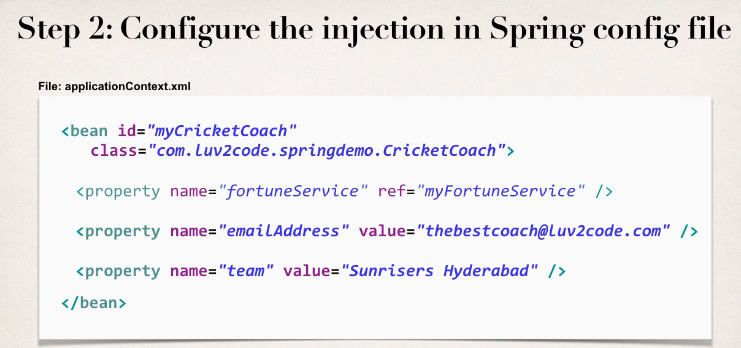 Step 2: Configure the injection in Spring config file
File: applicationContext.xml
<bean id="myCricketCoach"
class="com.luv2code.springdemo.CricketCoach">
<property name="fortuneService" ref="myFortuneService" />
<property name="emailAddress" value="thebestcoach@luv2code.com" />
<property name="team" value="Sunrisers Hyderabad" />
</bean>